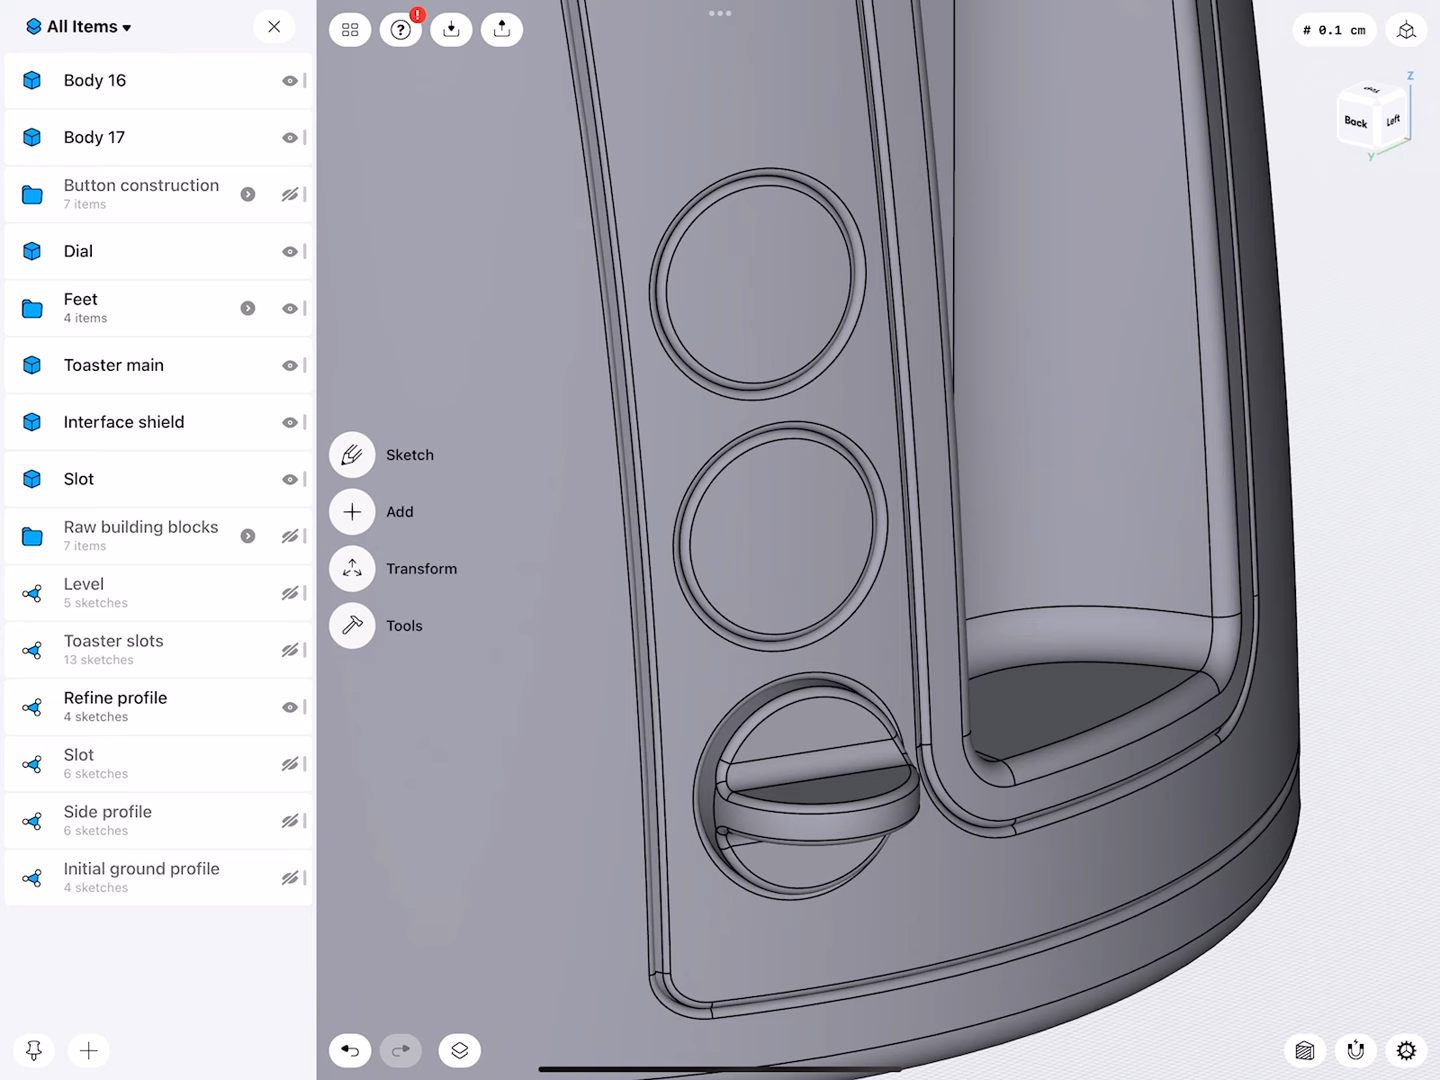 All Items
Body 16
Body 17
Button construction
7 items
Dial
Feet
4 items
Toaster main
Interface shield
Slot
Raw building blocks
7 items
Level
5 sketches
Toaster slots
13 sketches
Refine profile
4 sketches
Slot
6 sketches
Side profile
6 sketches
Initial ground profile
4 sketches
?
!
Sketch
Add
Transform
Tools
# 0.1 cm
Z
Top
Back
Left
Y